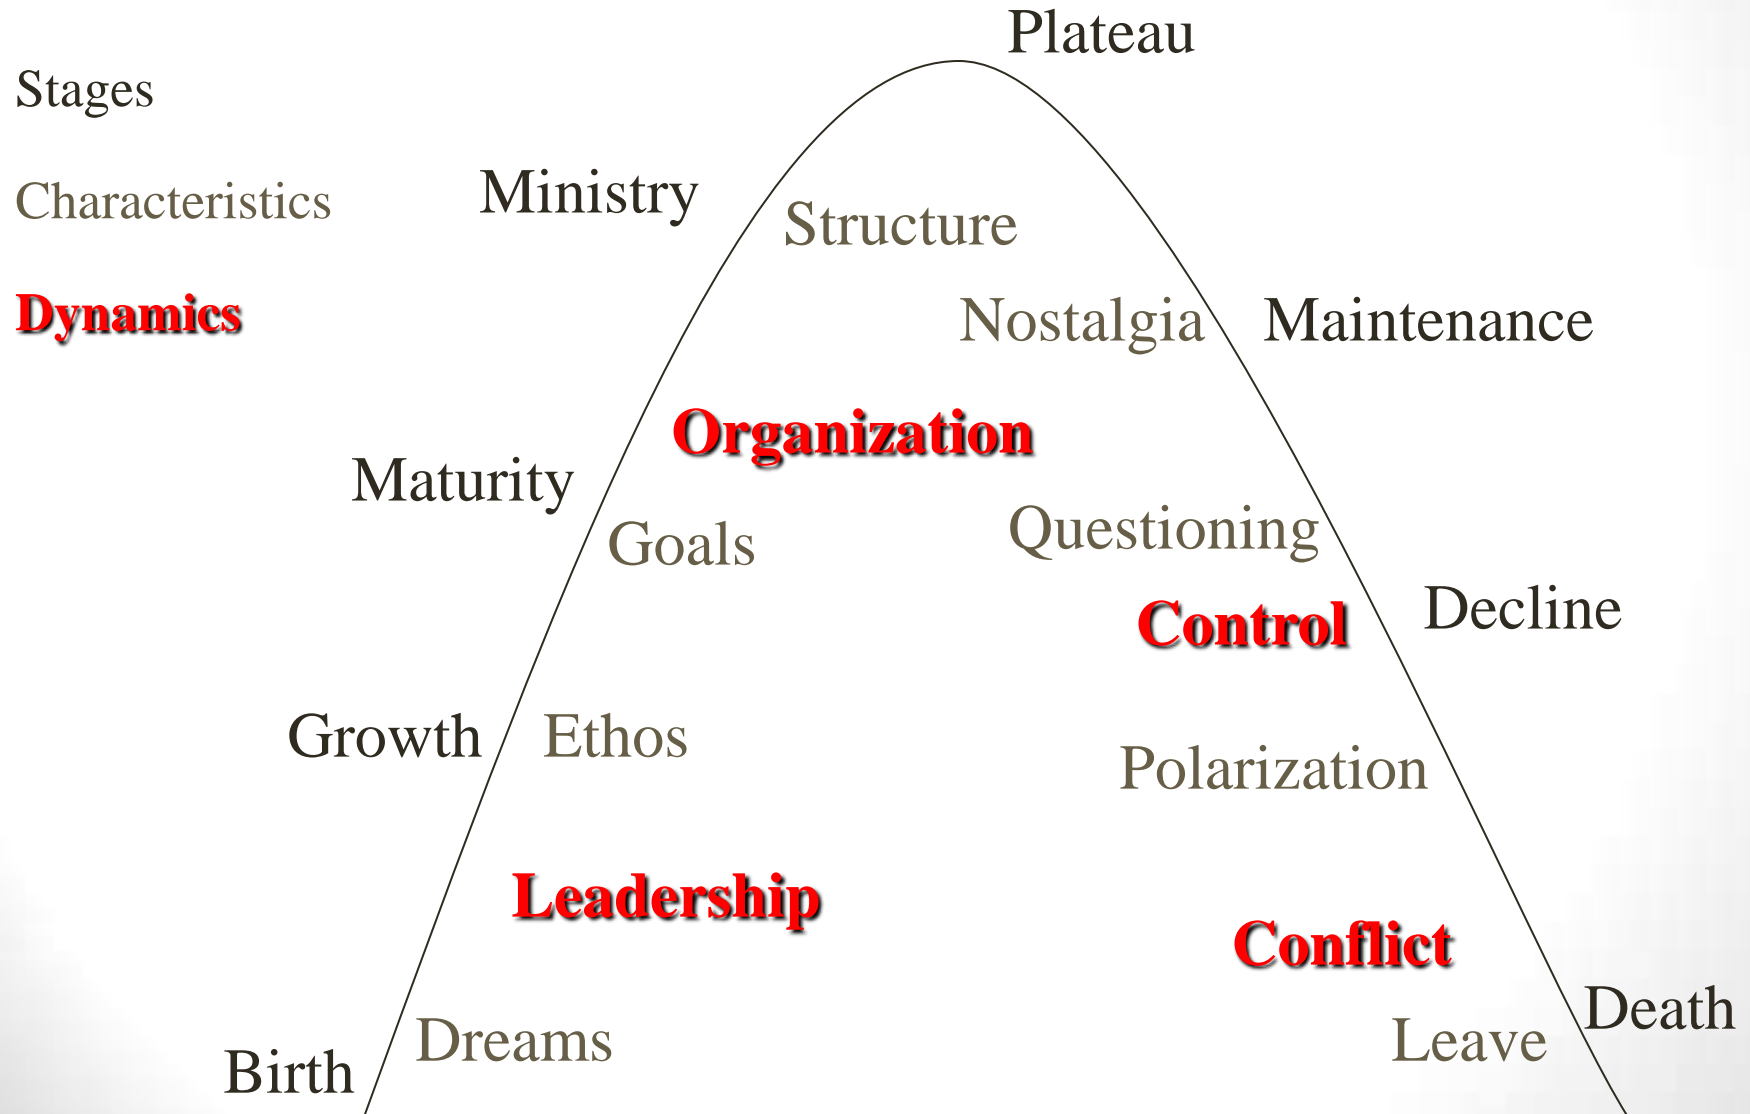 Plateau
Stages
Characteristics
Ministry
Structure
Dynamics
Nostalgia
Maintenance
Organization
Maturity
Goals
Questioning
Control
Decline
Growth
Ethos
Polarization
Leadership
Conflict
Death
Dreams
Leave
Birth